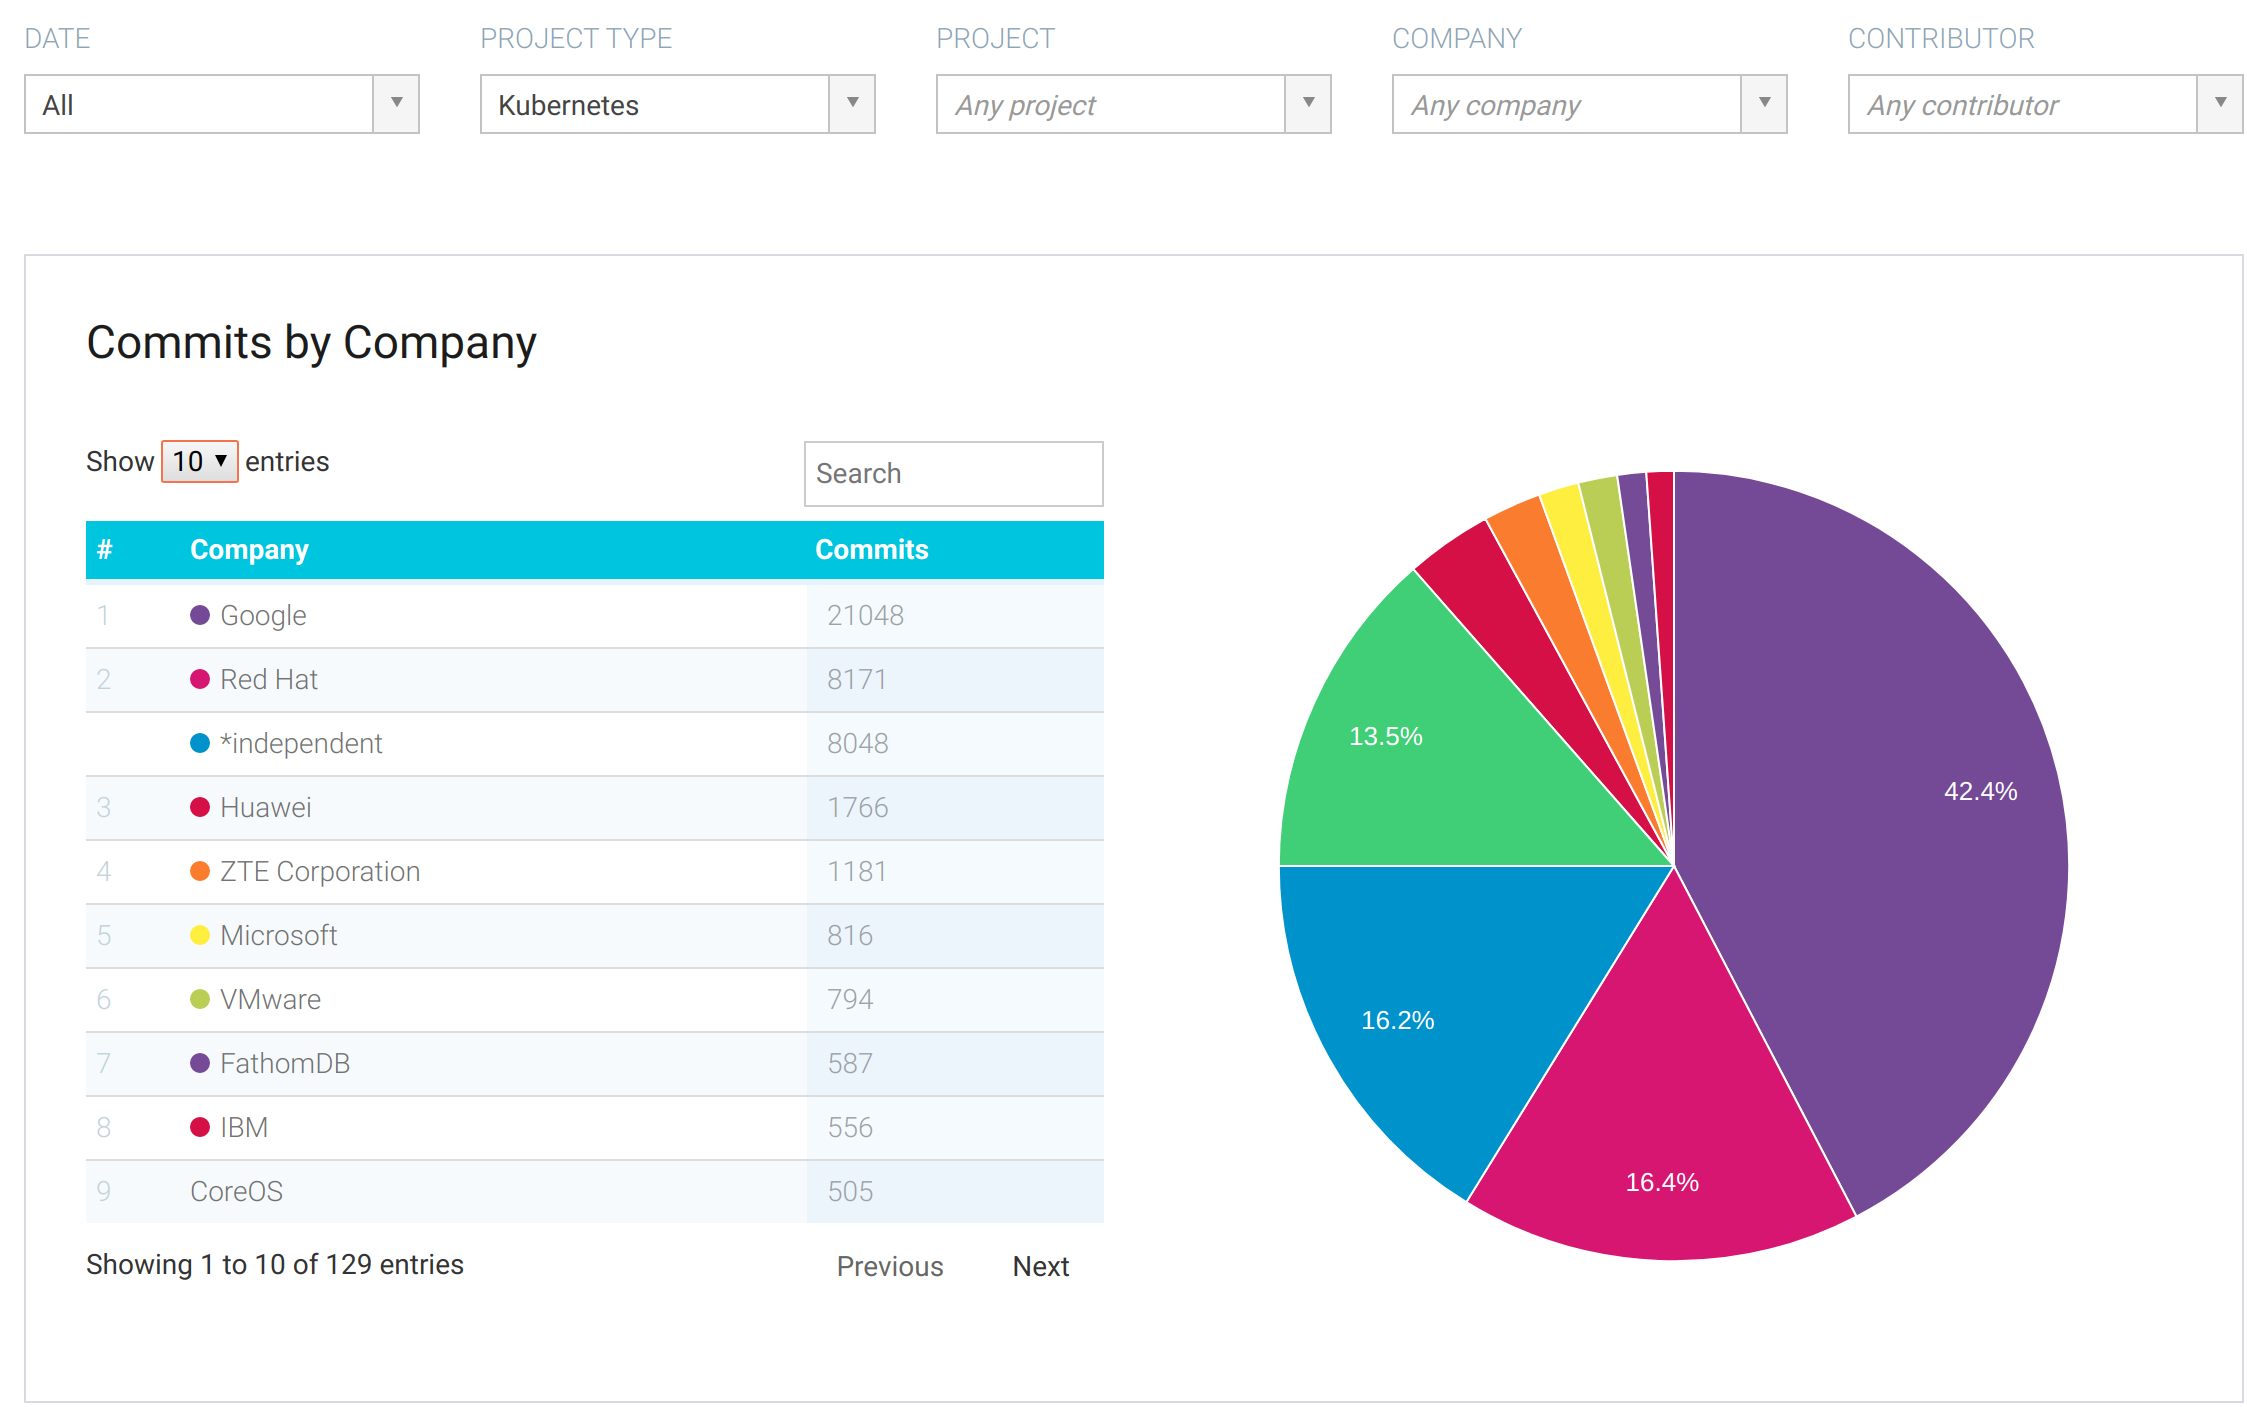 DATE PROJECT TYPE PROJECT COMPANY CONTRIBUTOR
All Kubernetes Any project Any company Any contributor
Commits by Company
Show 10 entries
Search
# Company Commits
1 Google 21048
2 Red Hat 8171
*independent 8048
3 Huawei 1766
4 ZTE Corporation 1181
5 Microsoft 816
6 VMware 794
7 FathomDB 587
8 IBM 556
9 CoreOS 505
Showing 1 to 10 of 129 entries Previous Next
13.5%
42.4%
16.2%
16.4%